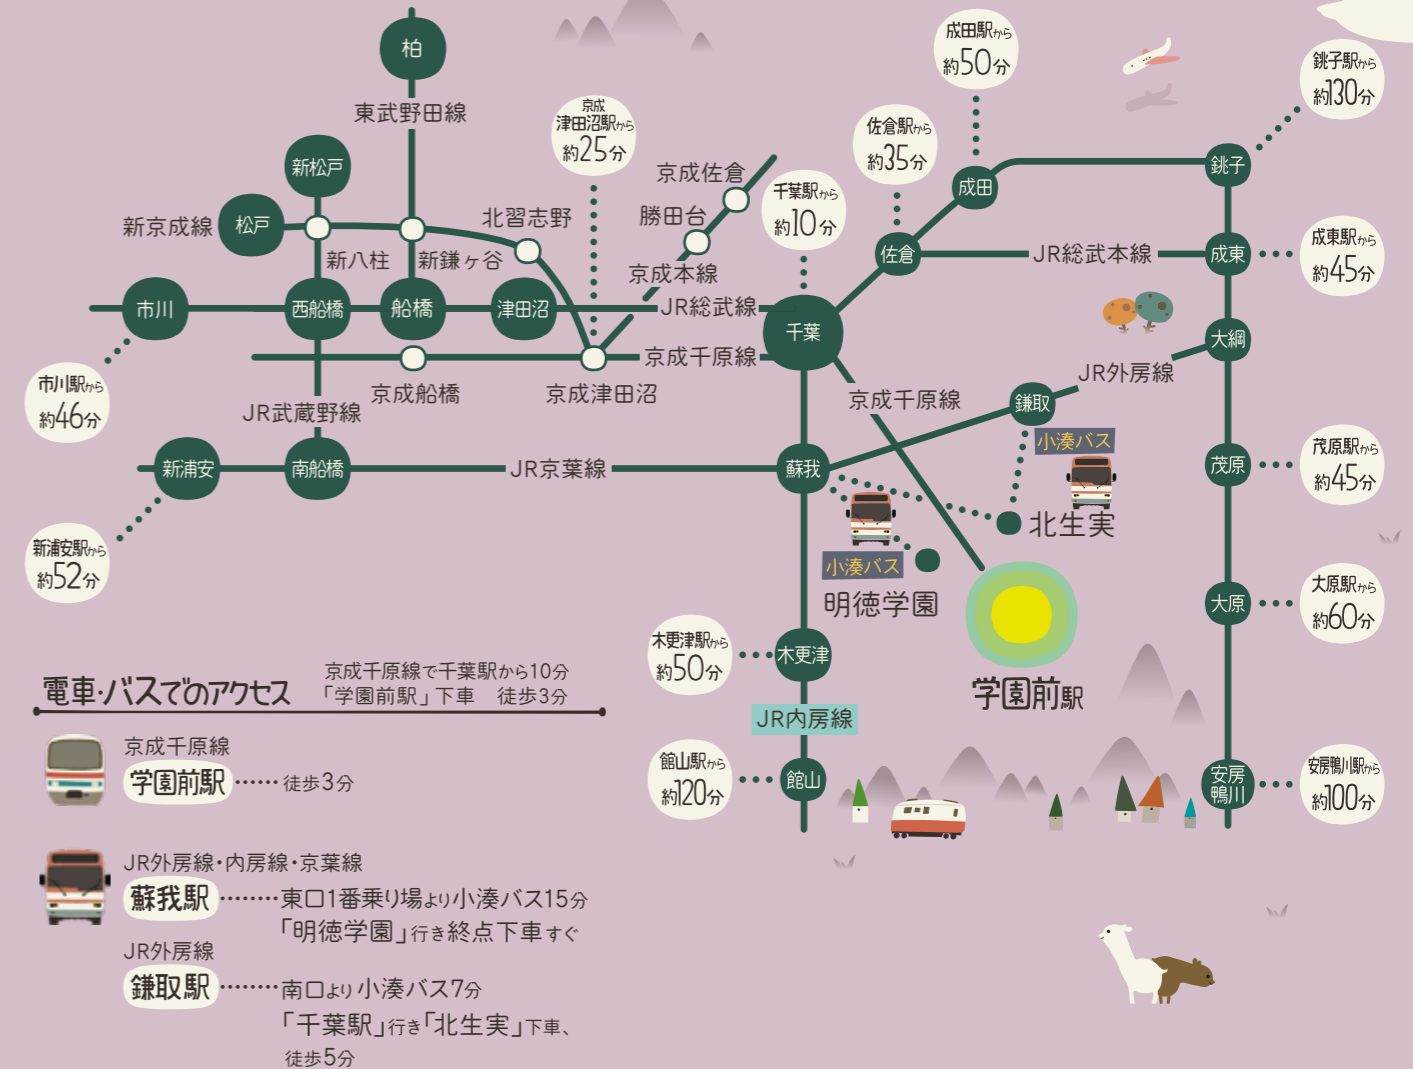 柏
東武野田線
新松戸
松戸
新京成線
新八柱
新鎌ヶ谷
北習志野
京成
津田沼駅から
約25分
京成佐倉
勝田台
京成本線
千葉駅から
約10分
佐倉駅から
約35分
成田駅から
約50分
銚子駅から
約130分
成田
銚子
佐倉
JR総武本線
成東
成東駅から
約45分
市川
西船橋
船橋
津田沼
JR総武線
千葉
大網
京成千原線
京成船橋
京成津田沼
JR外房線
市川駅から
約46分
JR武蔵野線
京成千原線
鎌取
小湊バス
新浦安
南船橋
JR京葉線
蘇我
茂原
茂原駅から
約45分
北生実
新浦安駅から
約52分
小湊バス
明徳学園
大原
大原駅から
約60分
学園前駅
木更津駅から
約50分
木更津
JR内房線
館山駅から
約120分
館山
安房
鴨川
安房鴨川駅から
約100分
電車・バスでのアクセス
京成千原線で千葉駅から10分
「学園前駅」下車 徒歩3分
京成千原線
学園前駅……徒歩3分
JR外房線・内房線・京葉線
蘇我駅………東口1番乗り場より小湊バス15分
「明徳学園」行き終点下車すぐ
JR外房線
鎌取駅………南口より小湊バス7分
「千葉駅」行き「北生実」下車、
徒歩5分